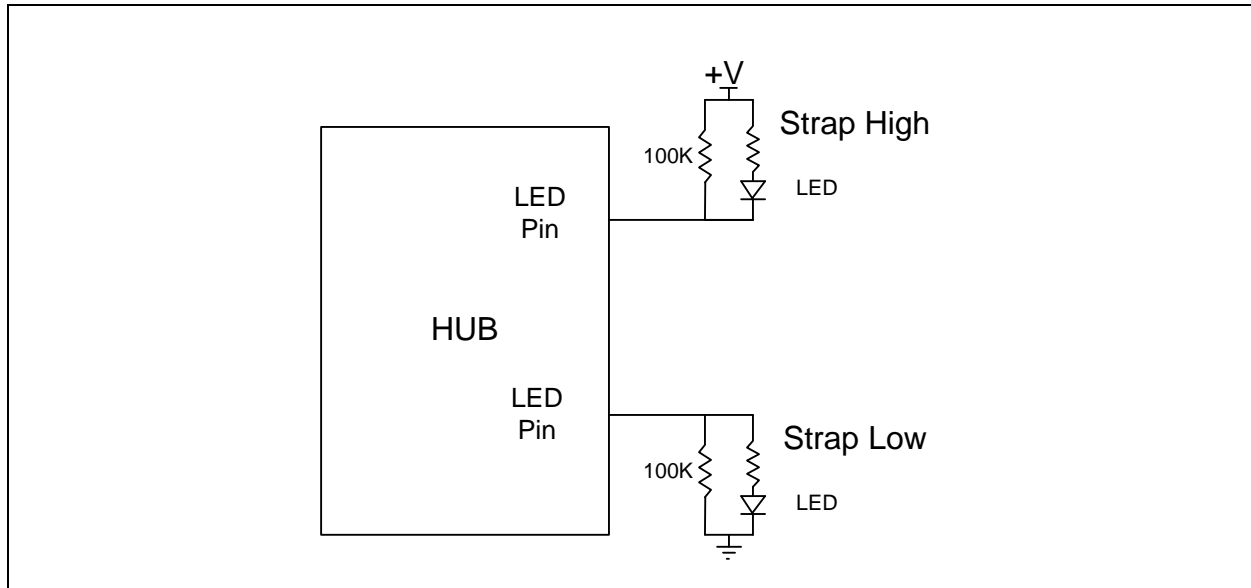 +V
Strap High
100K
LED
LED
Pin
HUB
LED
Pin
Strap Low
100K
LED